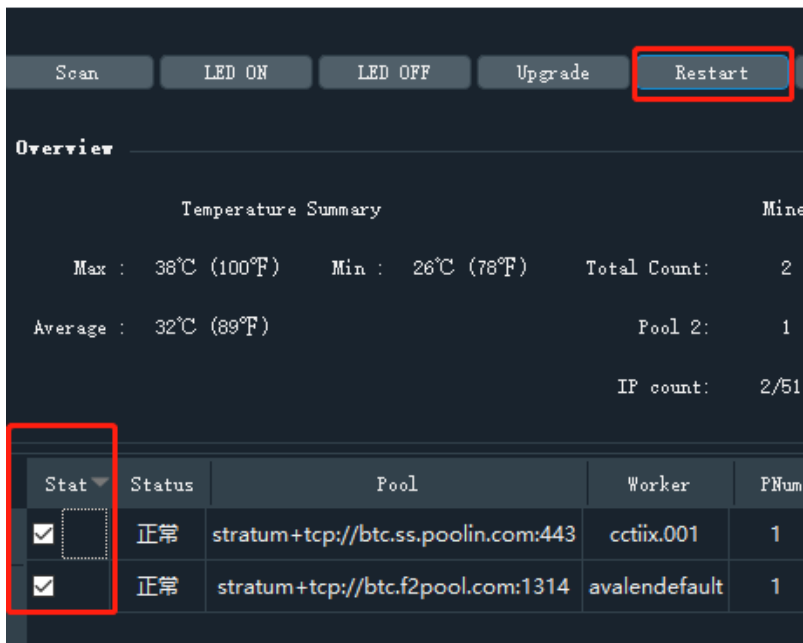 Scan LED ON LED OFF Upgrade Restart
Overview
Temperature Summary Mine
Max : 38℃ (100℉) Min : 26℃ (78℉) Total Count: 2
Average : 32℃ (89℉) Pool 2: 1
IP count: 2/51
Stat Status Pool Worker PNum
正常 stratum+tcp://btc.ss.poolin.com:443 cctiix.001 1
正常 stratum+tcp://btc.f2pool.com:1314 avalendefault 1